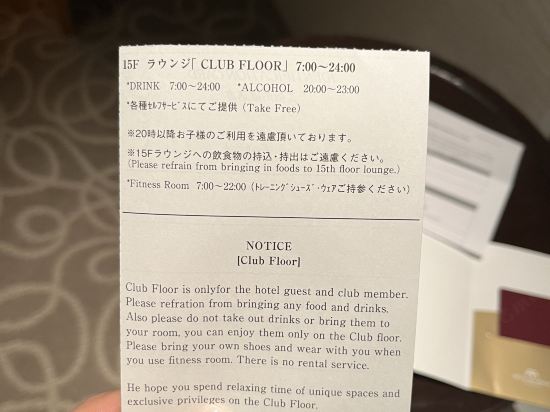 15F ラウンジ「CLUB FLOOR」 7:00～24:00
*DRINK 7:00～24:00 *ALCOHOL 20:00～23:00
*各種ｾﾙﾌｻｰﾋﾞｽにてご提供（Take Free）
※20時以降お子様のご利用を遠慮頂いております。
※15Fラウンジへの飲食物の持込・持出はご遠慮ください。
(Please refrain from bringing in foods to 15th floor lounge.)
*Fitness Room 7:00～22:00（ﾄﾚｰﾆﾝｸﾞｼｭｰｽﾞ･ｳｪｱご持参ください）
NOTICE
[Club Floor]
Club Floor is onlyfor the hotel guest and club member.
Please refration from bringing any food and drinks.
Also please do not take out drinks or bring them to
your room, you can enjoy them only on the Club floor.
Please bring your own shoes and wear with you when
you use fitness room. There is no rental service.
He hope you spend relaxing time of unique spaces and
exclusive privileges on the Club Floor.